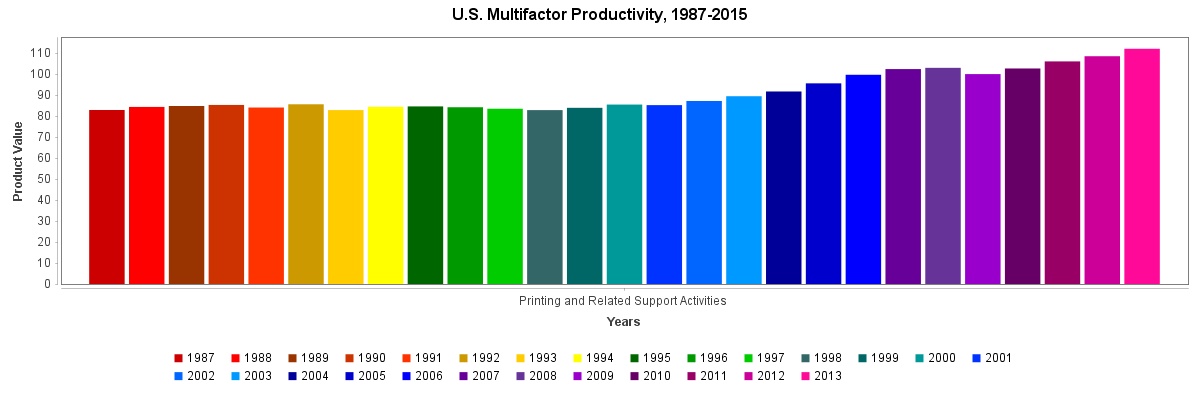 U.S. Multifactor Productivity, 1987-2015
110
100
90
80
70
60
50
40
30
20
10
0
Product Value
Printing and Related Support Activities
Years
1987 1988 1989 1990 1991 1992 1993 1994 1995 1996 1997 1998 1999 2000 2001
2002 2003 2004 2005 2006 2007 2008 2009 2010 2011 2012 2013